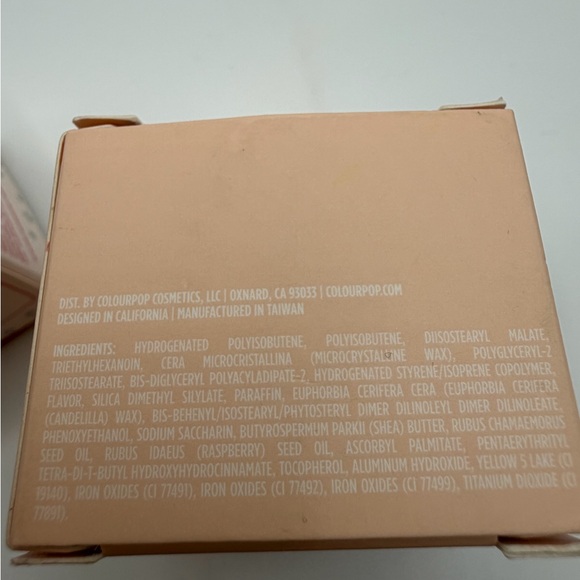 DIST. BY COLOURPOP COSMETICS, LLC | OXNARD, CA 93033 | COLOURPOP.COM
DESIGNED IN CALIFORNIA | MANUFACTURED IN TAIWAN
INGREDIENTS: HYDROGENATED POLYISOBUTENE, POLYISOBUTENE, DIISOSTEARYL MALATE,
TRIETHYLHEXANOIN, CERA MICROCRISTALLINA (MICROCRYSTALLINE WAX), POLYGLYCERYL-2
TRIISOSTEARATE, BIS-DIGLYCERYL POLYACYLADIPATE-2, HYDROGENATED STYRENE/ISOPRENE COPOLYMER,
FLAVOR, SILICA DIMETHYL SILYLATE, PARAFFIN, EUPHORBIA CERIFERA CERA (EUPHORBIA CERIFERA
(CANDELILLA) WAX), BIS-BEHENYL/ISOSTEARYL/PHYTOSTERYL DIMER DILINOLEYL DIMER DILINOLEATE,
PHENOXYETHANOL, SODIUM SACCHARIN, BUTYROSPERMUM PARKII (SHEA) BUTTER, RUBUS CHAMAEMORUS
SEED OIL, RUBUS IDAEUS (RASPBERRY) SEED OIL, ASCORBYL PALMITATE, PENTAERYTHRITYL
TETRA-DI-T-BUTYL HYDROXYHYDROCINNAMATE, TOCOPHEROL, ALUMINUM HYDROXIDE, YELLOW 5 LAKE (CI
19140), IRON OXIDES (CI 77491), IRON OXIDES (CI 77492), IRON OXIDES (CI 77499), TITANIUM DIOXIDE (CI
77891).